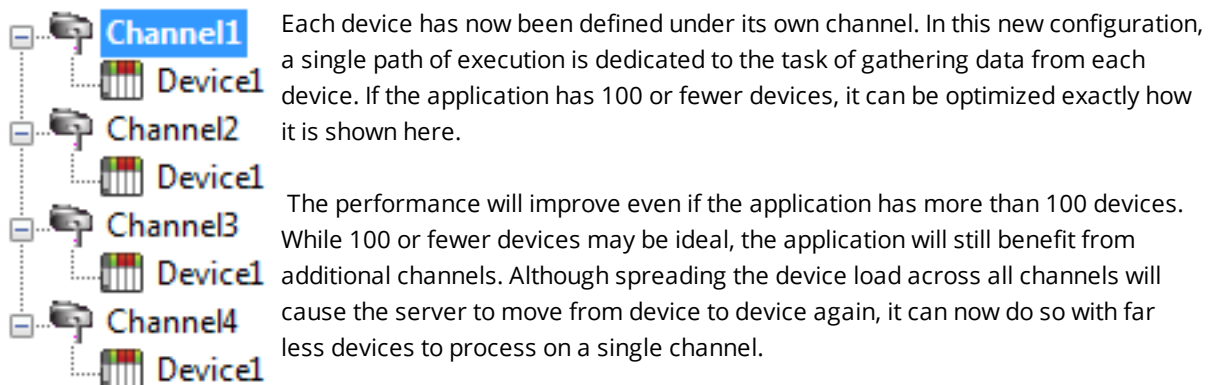 Channel1
Device1
Channel2
Device1
Channel3
Device1
Channel4
Device1
Each device has now been defined under its own channel. In this new configuration,
a single path of execution is dedicated to the task of gathering data from each
device. If the application has 100 or fewer devices, it can be optimized exactly how
it is shown here.
The performance will improve even if the application has more than 100 devices.
While 100 or fewer devices may be ideal, the application will still benefit from
additional channels. Although spreading the device load across all channels will
cause the server to move from device to device again, it can now do so with far
less devices to process on a single channel.